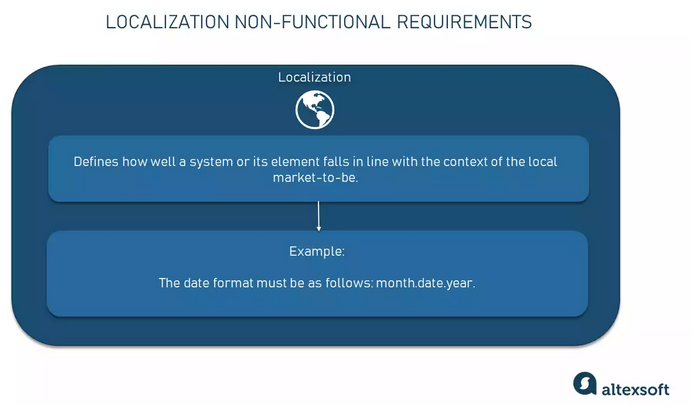 LOCALIZATION NON-FUNCTIONAL REQUIREMENTS
Localization
Defines how well a system or its element falls in line with the context of the local
market-to-be.
Example:
The date format must be as follows: month.date.year.
altexsoft